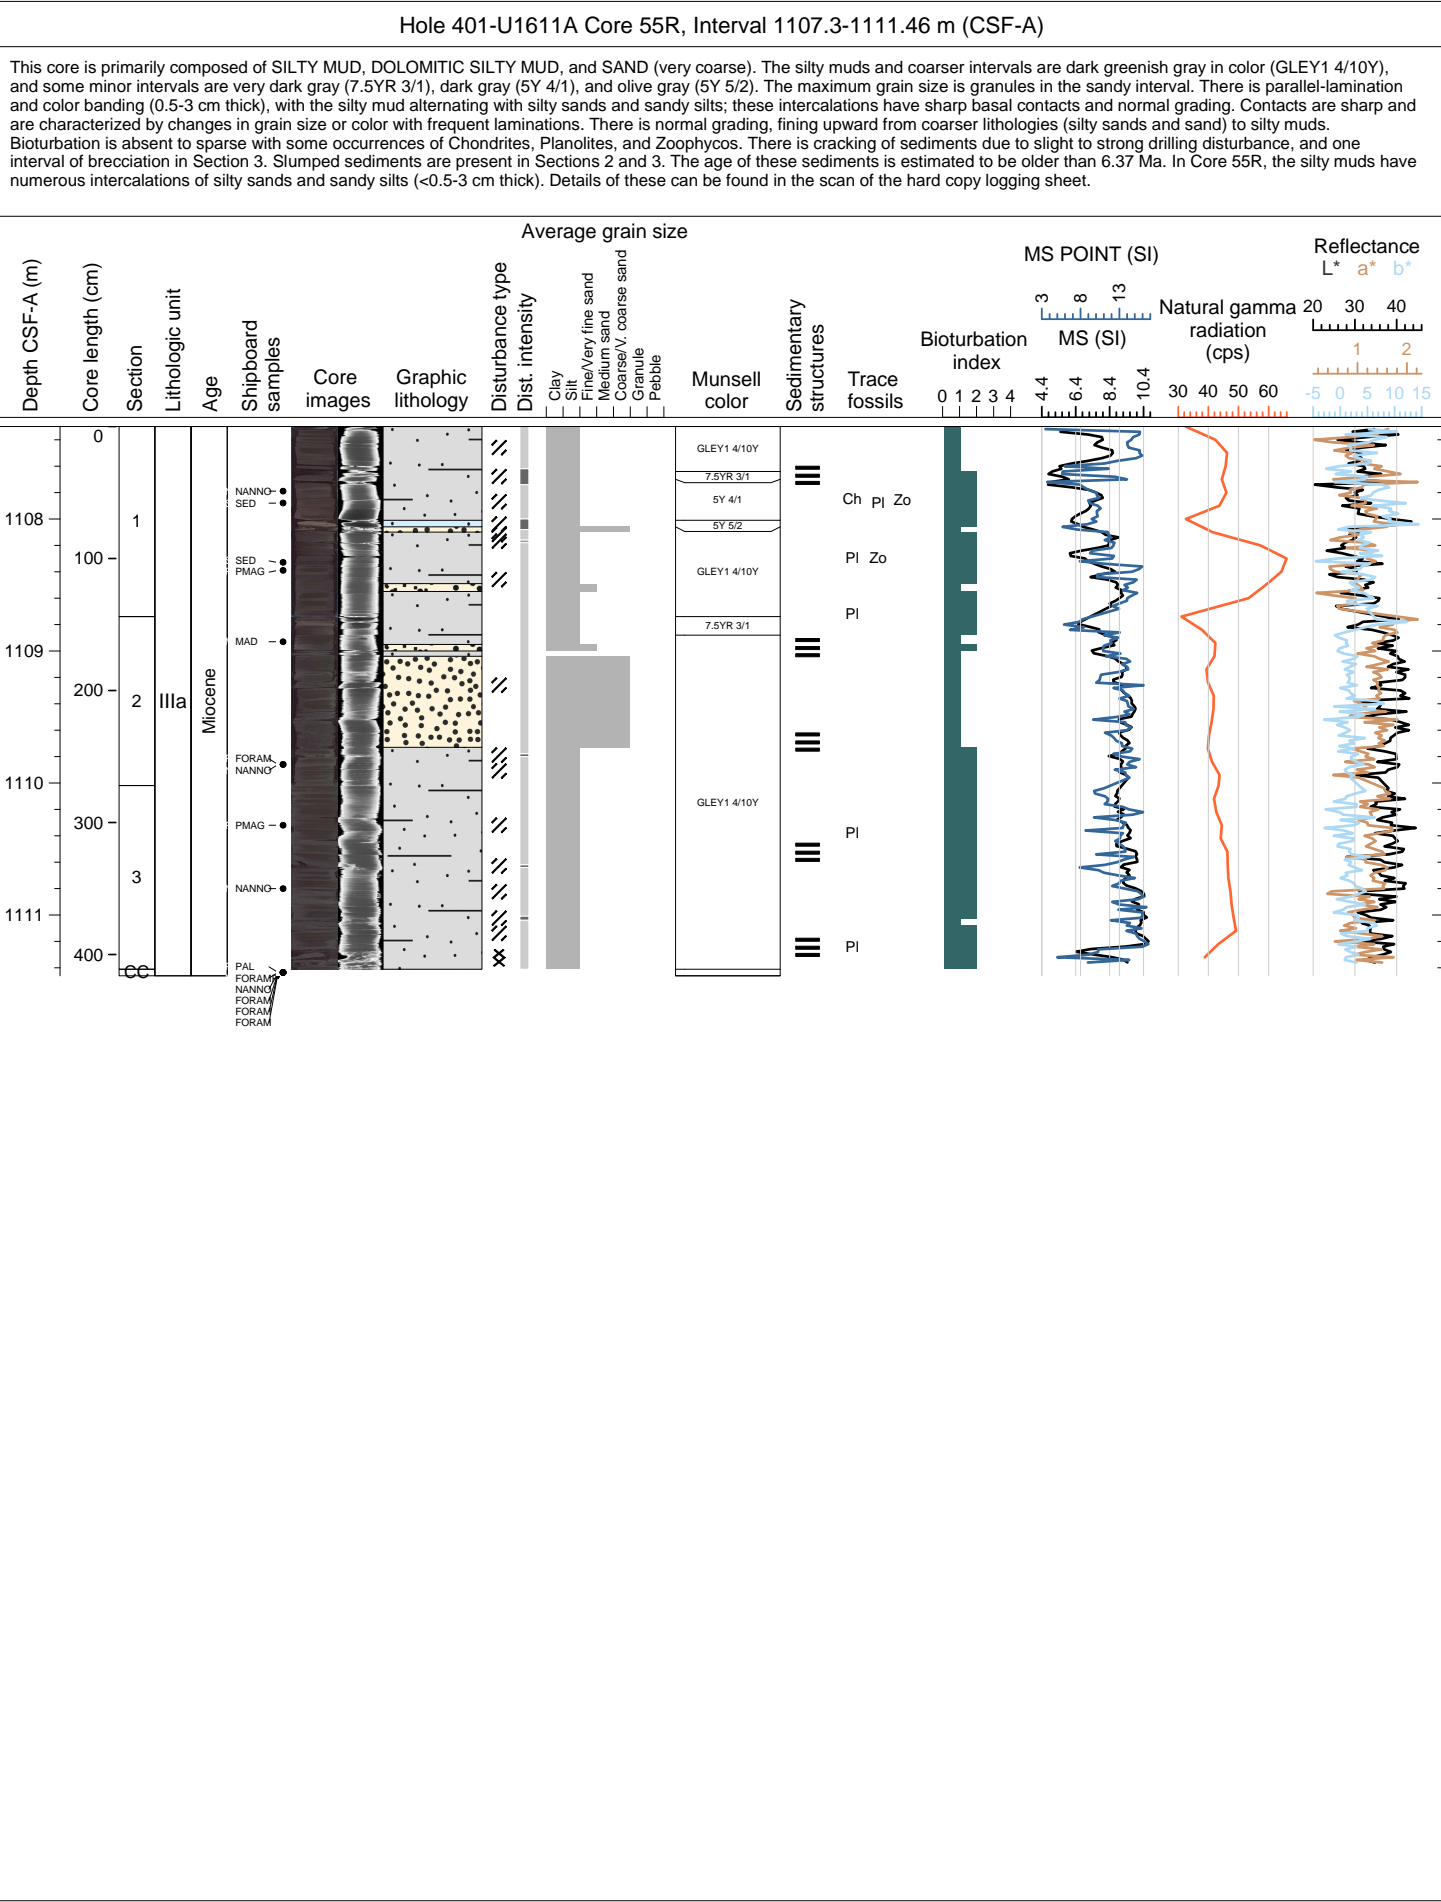 Hole 401-U1611A Core 55R, Interval 1107.3-1111.46 m (CSF-A)
This core is primarily composed of SILTY MUD, DOLOMITIC SILTY MUD, and SAND (very coarse). The silty muds and coarser intervals are dark greenish gray in color (GLEY1 4/10Y),
and some minor intervals are very dark gray (7.5YR 3/1), dark gray (5Y 4/1), and olive gray (5Y 5/2). The maximum grain size is granules in the sandy interval. There is parallel-lamination
and color banding (0.5-3 cm thick), with the silty mud alternating with silty sands and sandy silts; these intercalations have sharp basal contacts and normal grading. Contacts are sharp and
are characterized by changes in grain size or color with frequent laminations. There is normal grading, fining upward from coarser lithologies (silty sands and sand) to silty muds.
Bioturbation is absent to sparse with some occurrences of Chondrites, Planolites, and Zoophycos. There is cracking of sediments due to slight to strong drilling disturbance, and one
interval of brecciation in Section 3. Slumped sediments are present in Sections 2 and 3. The age of these sediments is estimated to be older than 6.37 Ma. In Core 55R, the silty muds have
numerous intercalations of silty sands and sandy silts (<0.5-3 cm thick). Details of these can be found in the scan of the hard copy logging sheet.
Depth CSF-A (m)
Core length (cm)
Section
Lithologic unit
Age
Shipboard
samples
Core
images
Graphic
lithology
Disturbance type
Dist. intensity
Average grain size
Clay
Silt
Fine/Very fine sand
Medium sand
Coarse/V. coarse sand
Granule
Pebble
Munsell
color
Sedimentary
structures
Trace
fossils
Bioturbation
index
0 1 2 3 4
MS POINT (SI)
3 8 13
MS (SI)
4.4 6.4 8.4 10.4
Natural gamma
radiation
(cps)
30 40 50 60
Reflectance
L* a* b*
20 30 40
1 2
-5 0 5 10 15
1108
1109
1110
1111
0
100
200
300
400
1
2
3
CC
IIIa
Miocene
NANNO
SED
SED
PMAG
MAD
FORAM
NANNO
PMAG
NANNO
PAL
FORAM
NANNO
FORAM
FORAM
FORAM
GLEY1 4/10Y
7.5YR 3/1
5Y 4/1
5Y 5/2
GLEY1 4/10Y
7.5YR 3/1
GLEY1 4/10Y
Ch Pl Zo
Pl Zo
Pl
Pl
Pl